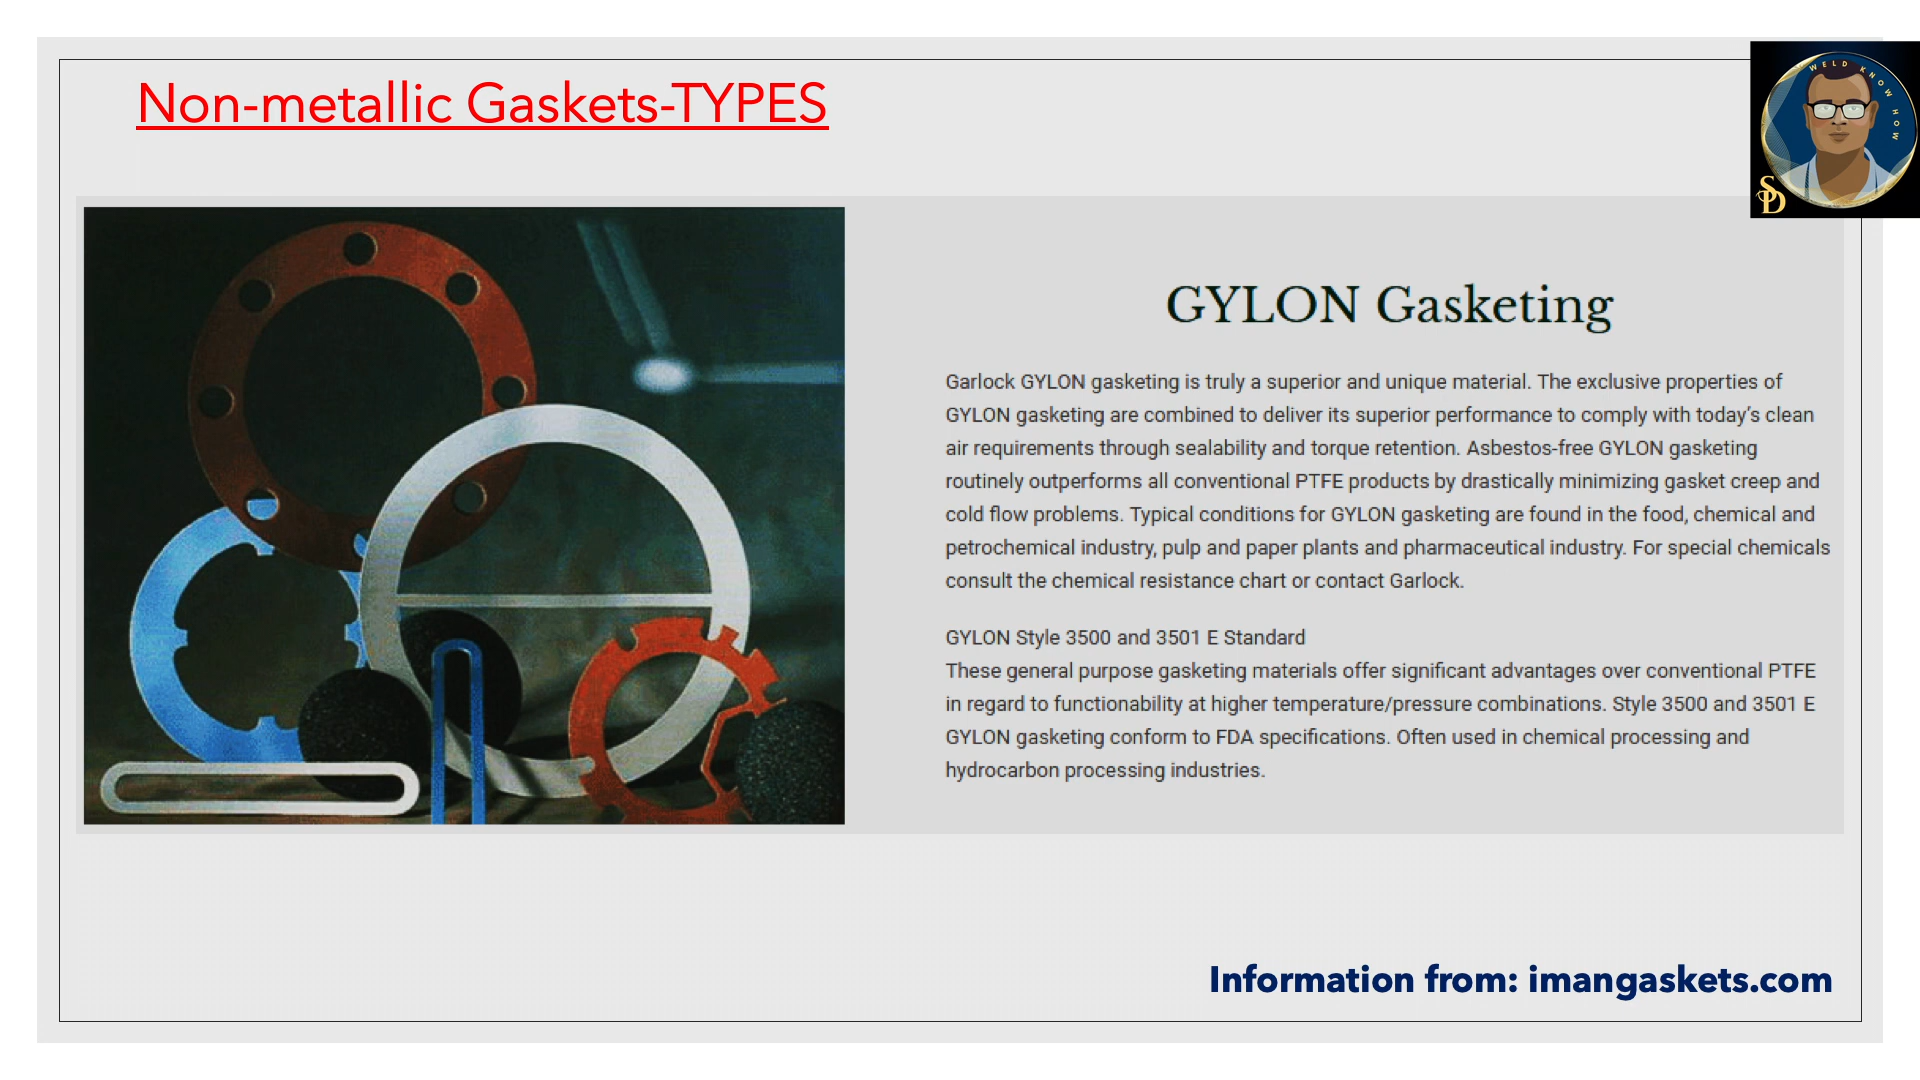 Non-metallic Gaskets-TYPES
WELD KNOW HOW
SD
GYLON Gasketing
Garlock GYLON gasketing is truly a superior and unique material. The exclusive properties of
GYLON gasketing are combined to deliver its superior performance to comply with today's clean
air requirements through sealability and torque retention. Asbestos-free GYLON gasketing
routinely outperforms all conventional PTFE products by drastically minimizing gasket creep and
cold flow problems. Typical conditions for GYLON gasketing are found in the food, chemical and
petrochemical industry, pulp and paper plants and pharmaceutical industry. For special chemicals
consult the chemical resistance chart or contact Garlock.
GYLON Style 3500 and 3501 E Standard
These general purpose gasketing materials offer significant advantages over conventional PTFE
in regard to functionability at higher temperature/pressure combinations. Style 3500 and 3501 E
GYLON gasketing conform to FDA specifications. Often used in chemical processing and
hydrocarbon processing industries.
Information from: imangaskets.com